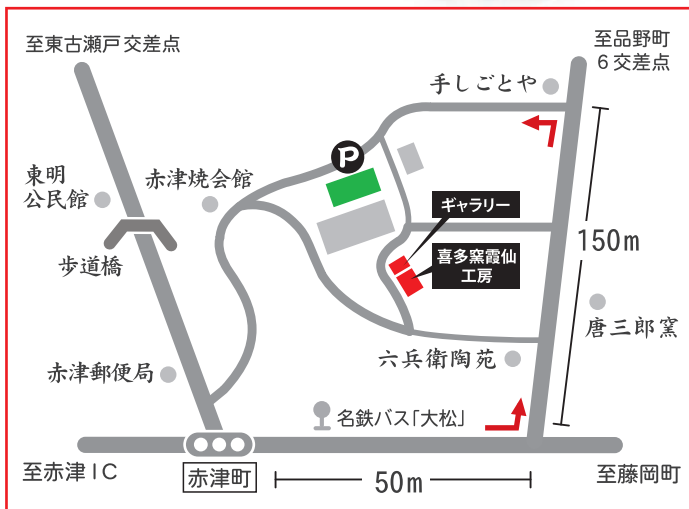 至東古瀬戸交差点
至品野町
6交差点
手しごとや
P
東明
公民館
赤津焼会館
ギャラリー
喜多窯霞仙
工房
150m
歩道橋
唐三郎窯
赤津郵便局
六兵衛陶苑
名鉄バス「大松」
至赤津IC
赤津町
50m
至藤岡町